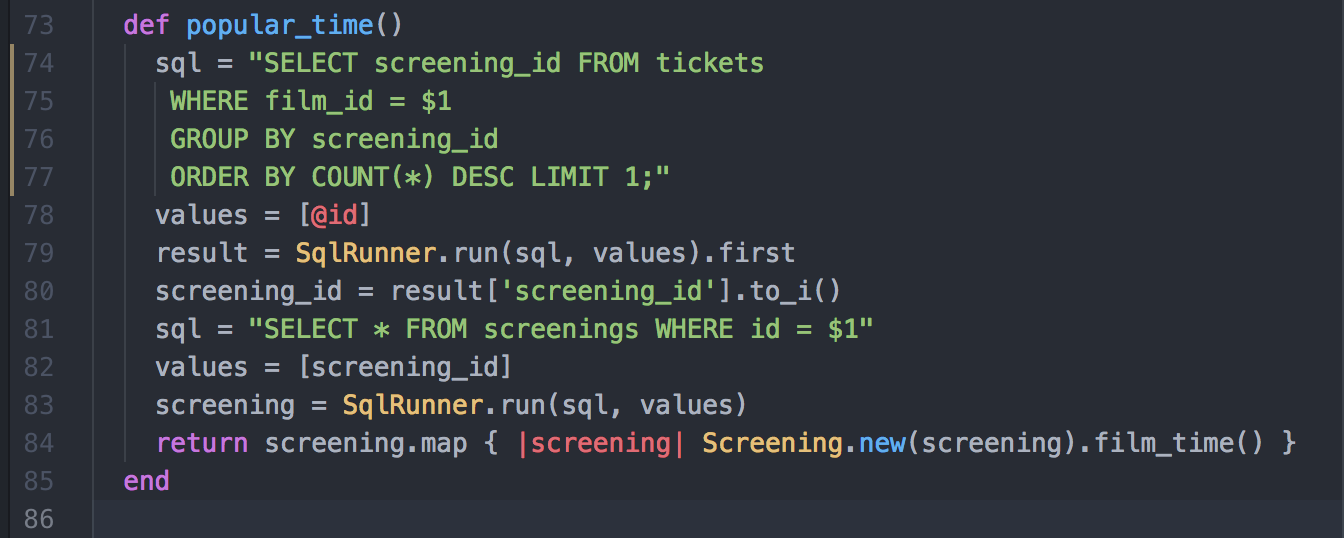 73 def popular_time()
74 sql = "SELECT screening_id FROM tickets
75 WHERE film_id = $1
76 GROUP BY screening_id
77 ORDER BY COUNT(*) DESC LIMIT 1;"
78 values = [@id]
79 result = SqlRunner.run(sql, values).first
80 screening_id = result['screening_id'].to_i()
81 sql = "SELECT * FROM screenings WHERE id = $1"
82 values = [screening_id]
83 screening = SqlRunner.run(sql, values)
84 return screening.map { |screening| Screening.new(screening).film_time() }
85 end
86